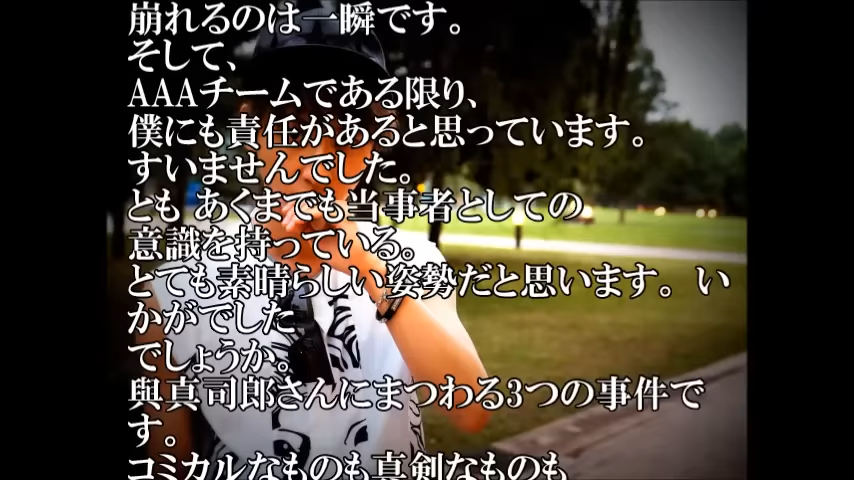 崩れるのは一瞬です。
そして、
AAAチームである限り、
僕にも責任があると思っています。
すいませんでした。
とも あくまでも当事者としての
意識を持っている。
とても素晴らしい姿勢だと思います。 い
かがでした
でしょうか。
與真司郎さんにまつわる3つの事件で
す。
コミカルなものも真剣なものも